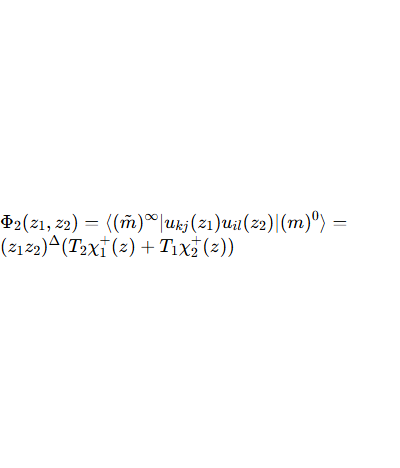 Φ₂(z₁, z₂) = ⟨(m̃)^∞|u_{kj}(z₁)u_{il}(z₂)|(m)⁰⟩ =
(z₁z₂)^Δ(T₂χ₁⁺(z) + T₁χ₂⁺(z))